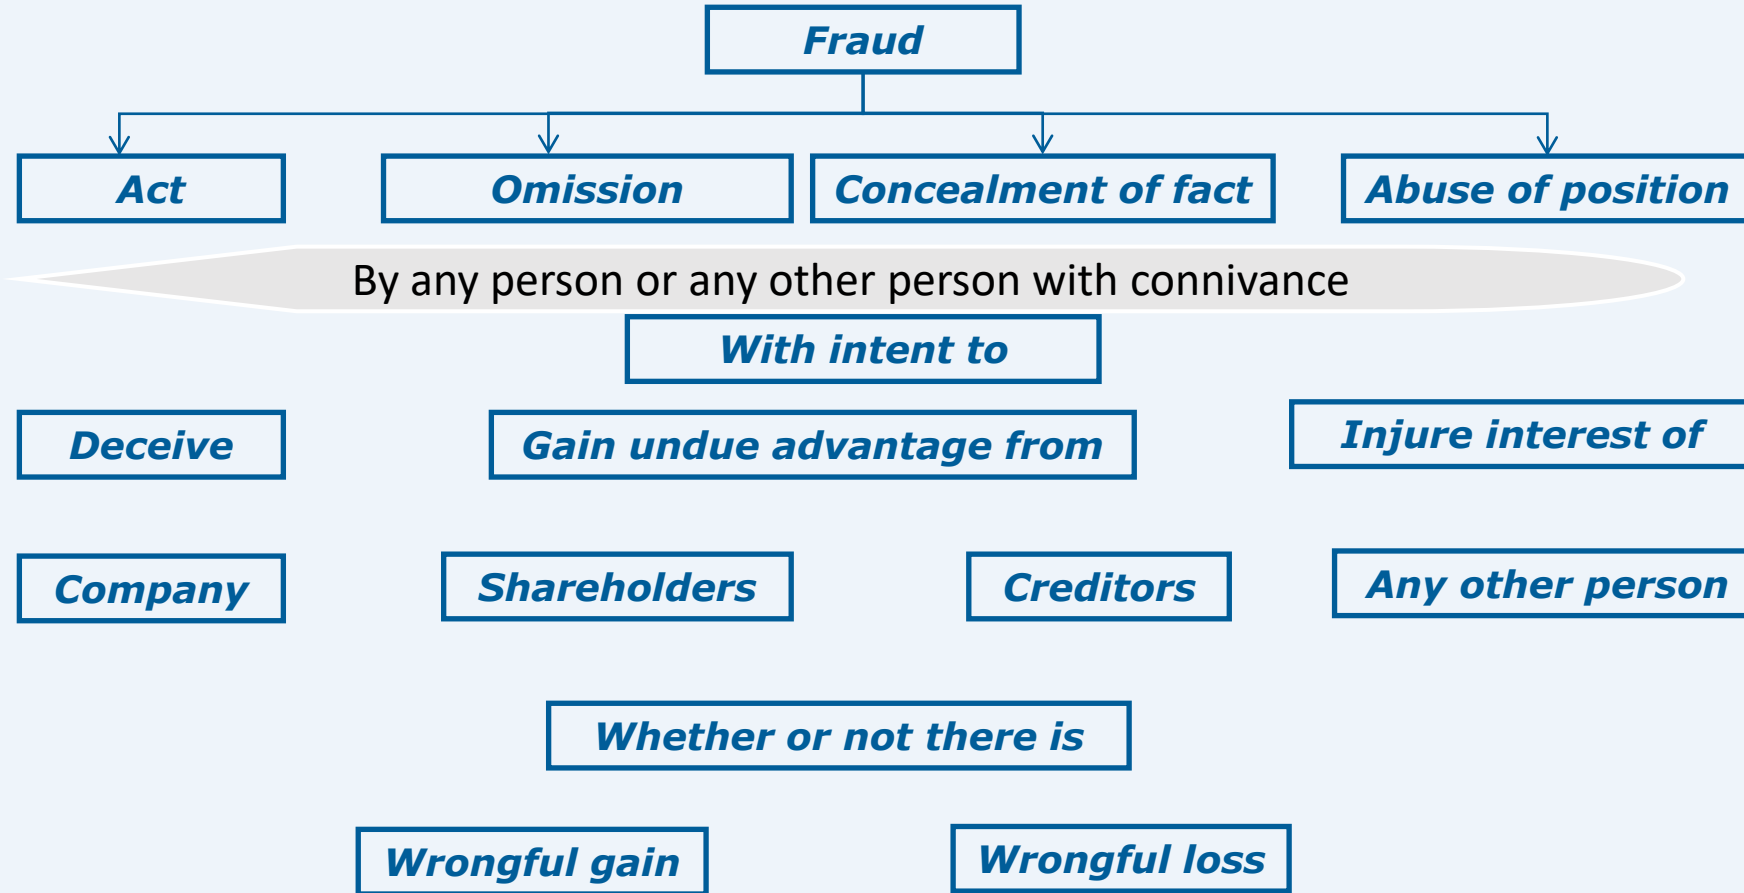 Fraud
Act
Omission
Concealment of fact
Abuse of position
By any person or any other person with connivance
With intent to
Deceive
Gain undue advantage from
Injure interest of
Company
Shareholders
Creditors
Any other person
Whether or not there is
Wrongful gain
Wrongful loss